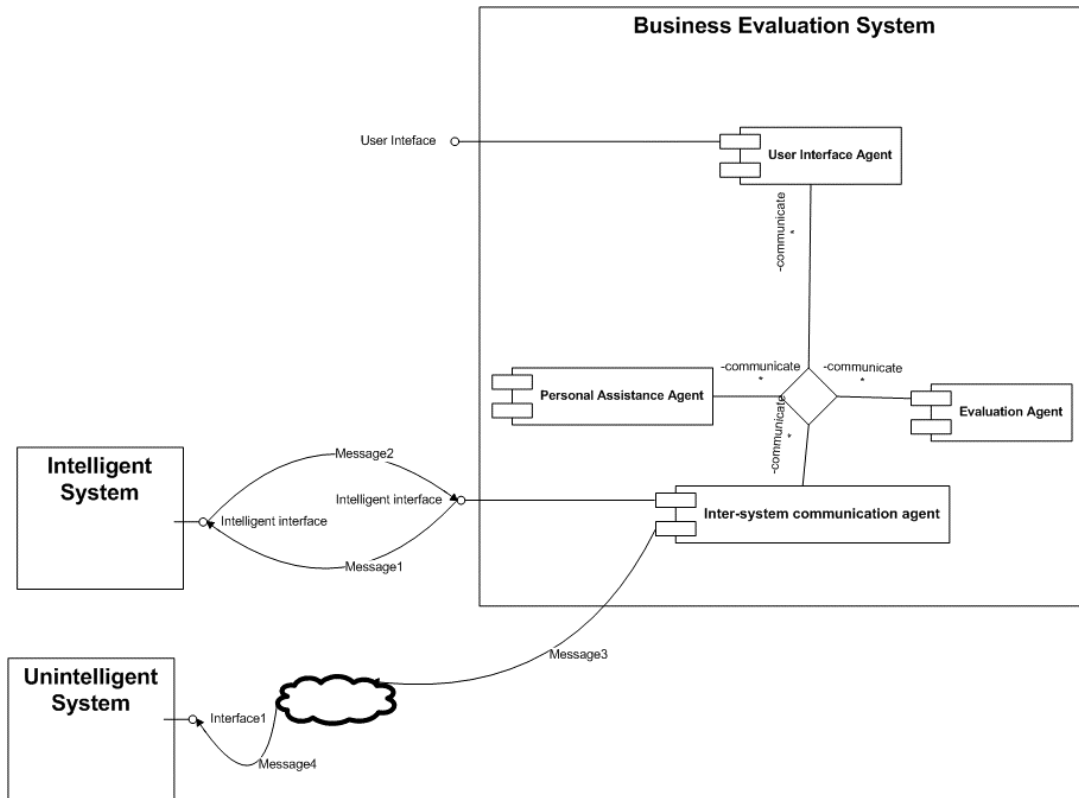 Business Evaluation System
User Inteface
User Interface Agent
-communicate
*
-communicate
*
-communicate
*
Personal Assistance Agent
Evaluation Agent
-communicate
*
Intelligent
System
Message2
Intelligent interface
Intelligent interface
Inter-system communication agent
Message1
Message3
Unintelligent
System
Interface1
Message4